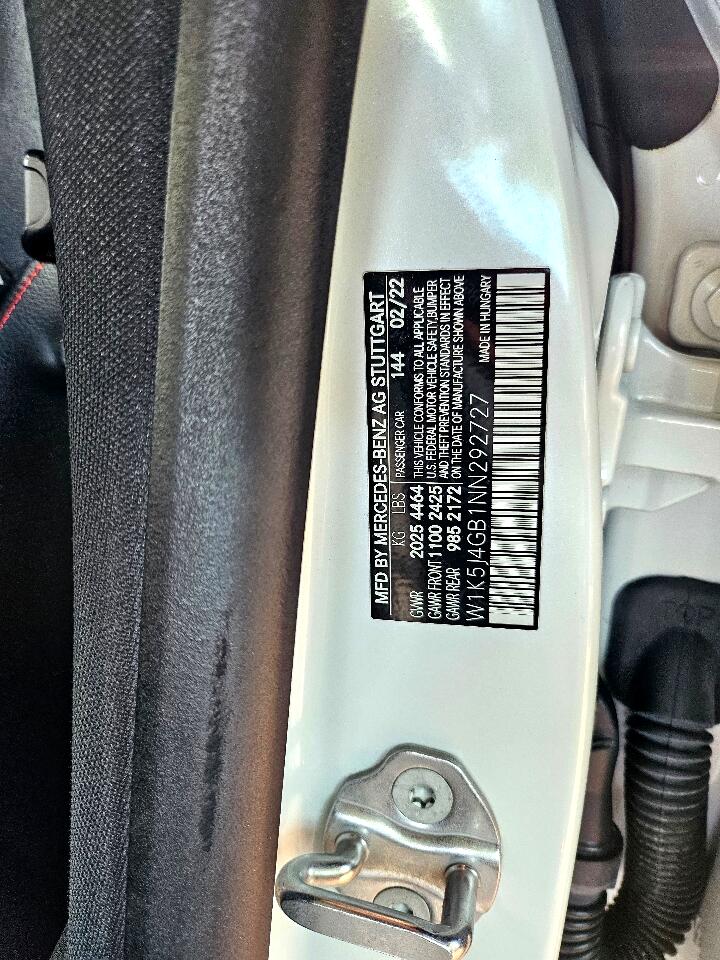 MFD BY MERCEDES-BENZ AG STUTTGART
KG LBS PASSENGER CAR 144 02/22
GVWR 2025 4464 THIS VEHICLE CONFORMS TO ALL APPLICABLE
GAWR FRONT 1100 2425 U.S. FEDERAL MOTOR VEHICLE SAFETY, BUMPER
GAWR REAR 985 2172 AND THEFT PREVENTION STANDARDS IN EFFECT
ON THE DATE OF MANUFACTURE SHOWN ABOVE
W1K5J4GB1NN292727 MADE IN HUNGARY